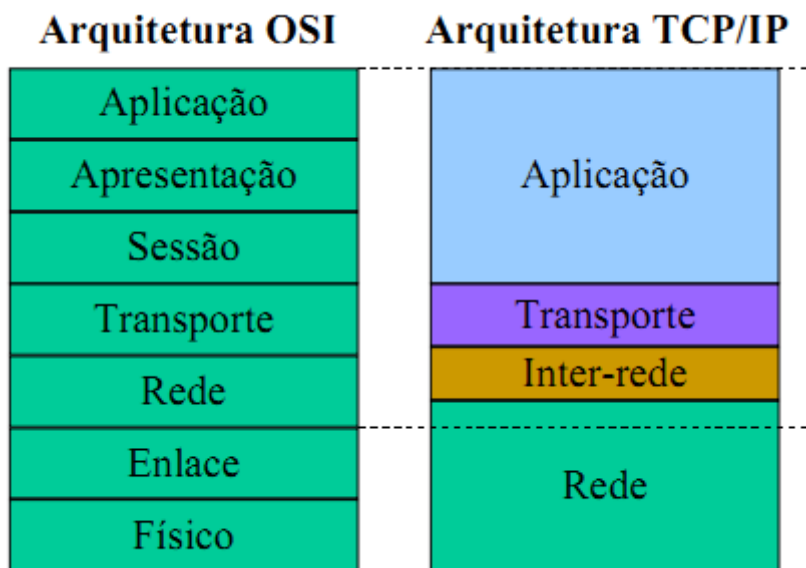 Arquitetura OSI
Aplicação
Apresentação
Sessão
Transporte
Rede
Enlace
Físico
Arquitetura TCP/IP
Aplicação
Transporte
Inter-rede
Rede